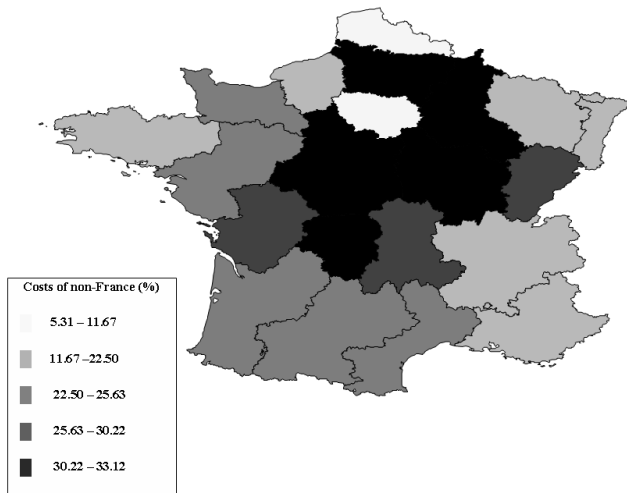 Costs of non-France (%)
5.31 – 11.67
11.67 –22.50
22.50 – 25.63
25.63 – 30.22
30.22 – 33.12